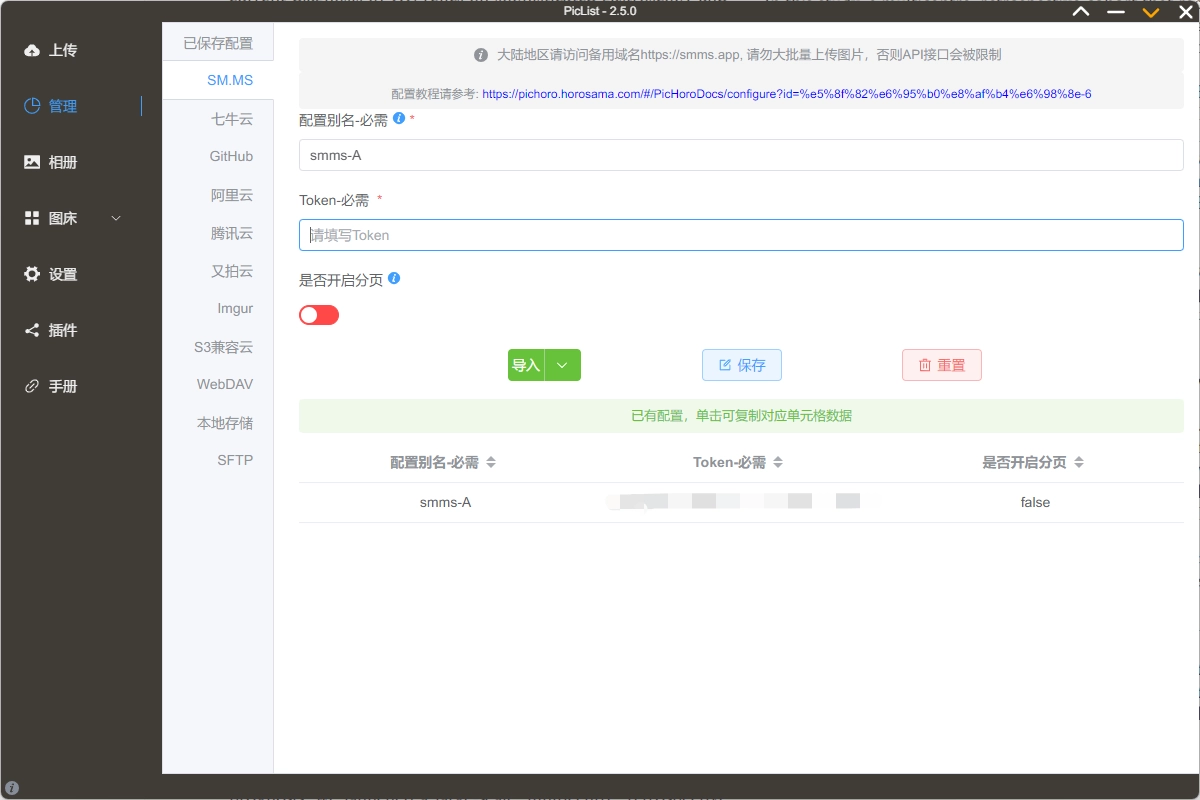 PicList - 2.5.0
上传
管理
相册
图床
设置
插件
手册
已保存配置
SM.MS
七牛云
GitHub
阿里云
腾讯云
又拍云
Imgur
S3兼容云
WebDAV
本地存储
SFTP
大陆地区请访问备用域名https://smms.app, 请勿大批量上传图片，否则API接口会被限制
配置教程请参考: https://pichoro.horosama.com/#/PicHoroDocs/configure?id=%e5%8f%82%e6%95%b0%e8%af%b4%e6%98%8e-6
配置别名-必需 *
smms-A
Token-必需 *
请填写Token
是否开启分页
导入 保存 重置
已有配置，单击可复制对应单元格数据
配置别名-必需 Token-必需 是否开启分页
smms-A false